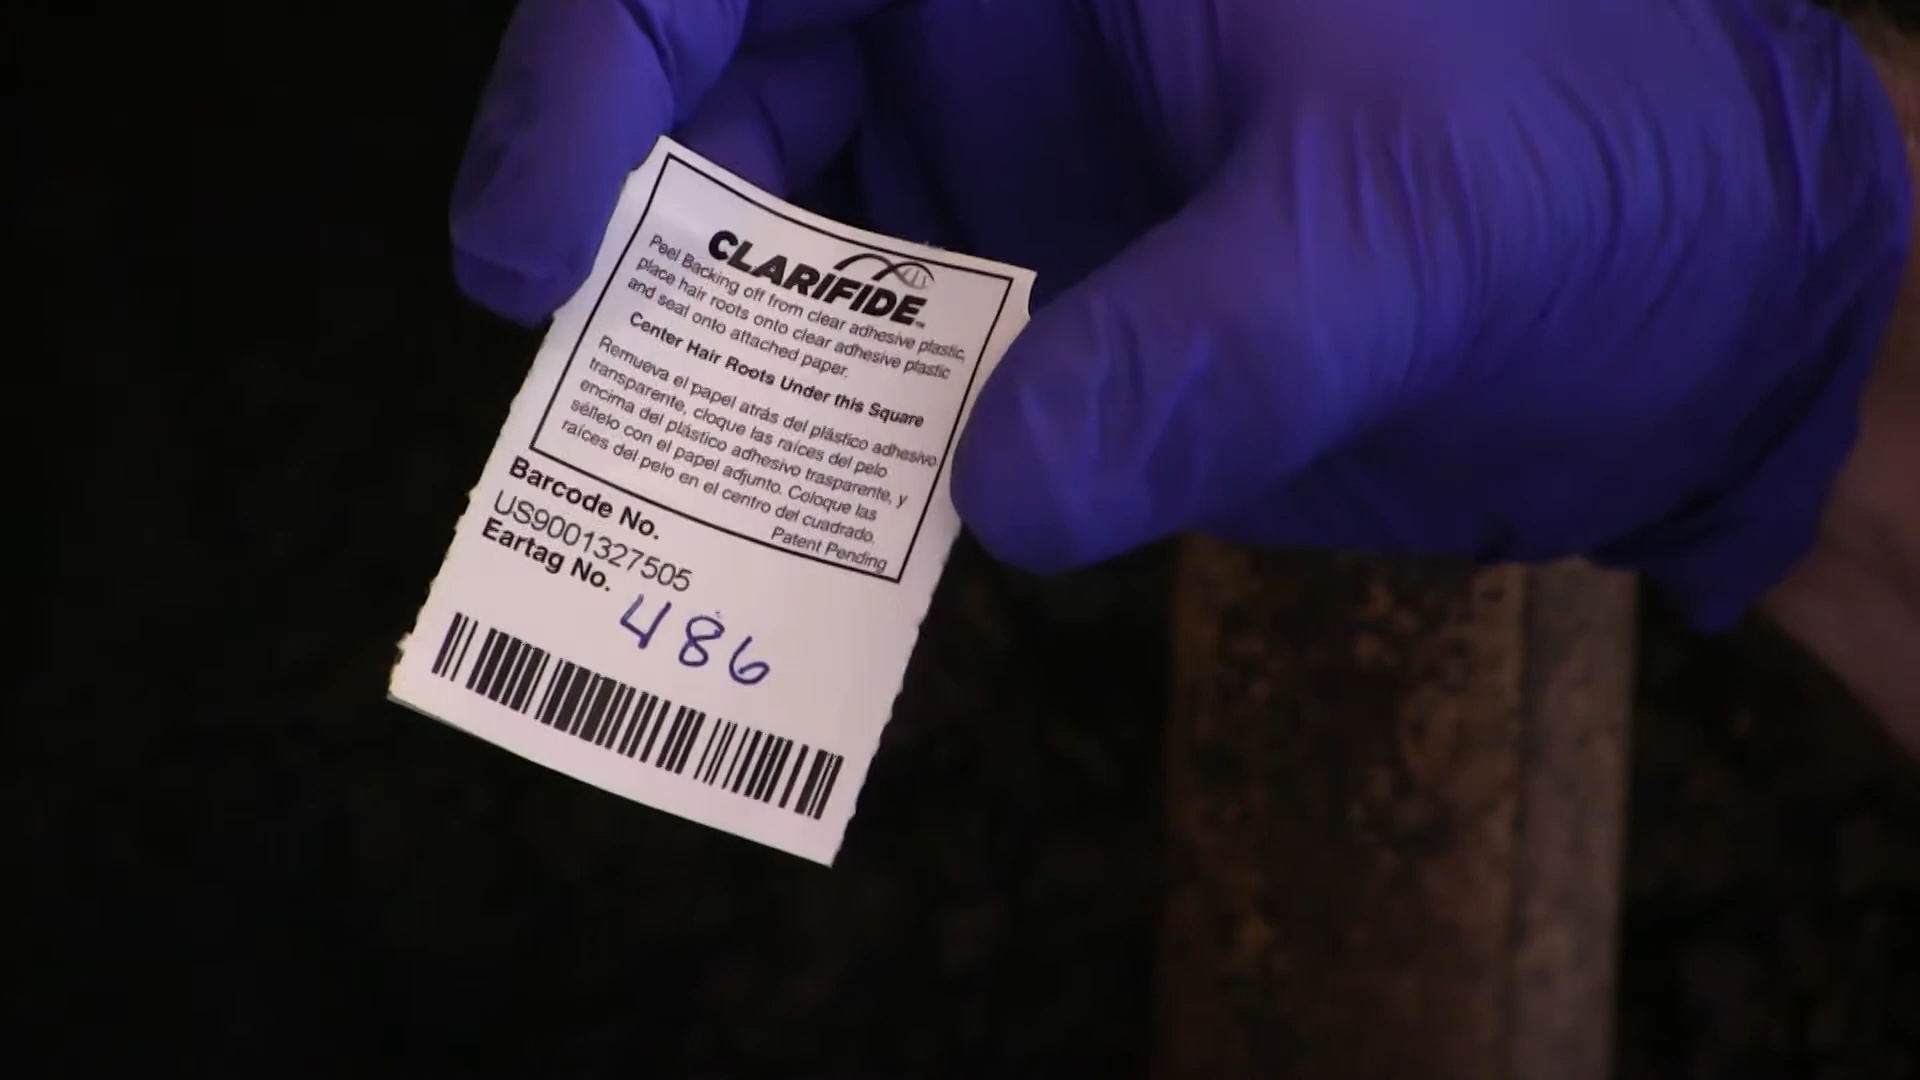 CLARIFIDE™
Peel Backing off from clear adhesive plastic,
place hair roots onto clear adhesive plastic
and seal onto attached paper.
Center Hair Roots Under this Square
Remueva el papel atrás del plástico adhesivo
transparente, cloque las raíces del pelo
encima del plástico adhesivo trasparente, y
séllelo con el papel adjunto. Coloque las
raíces del pelo en el centro del cuadrado.
Patent Pending
Barcode No.
US9001327505
Eartag No.
486